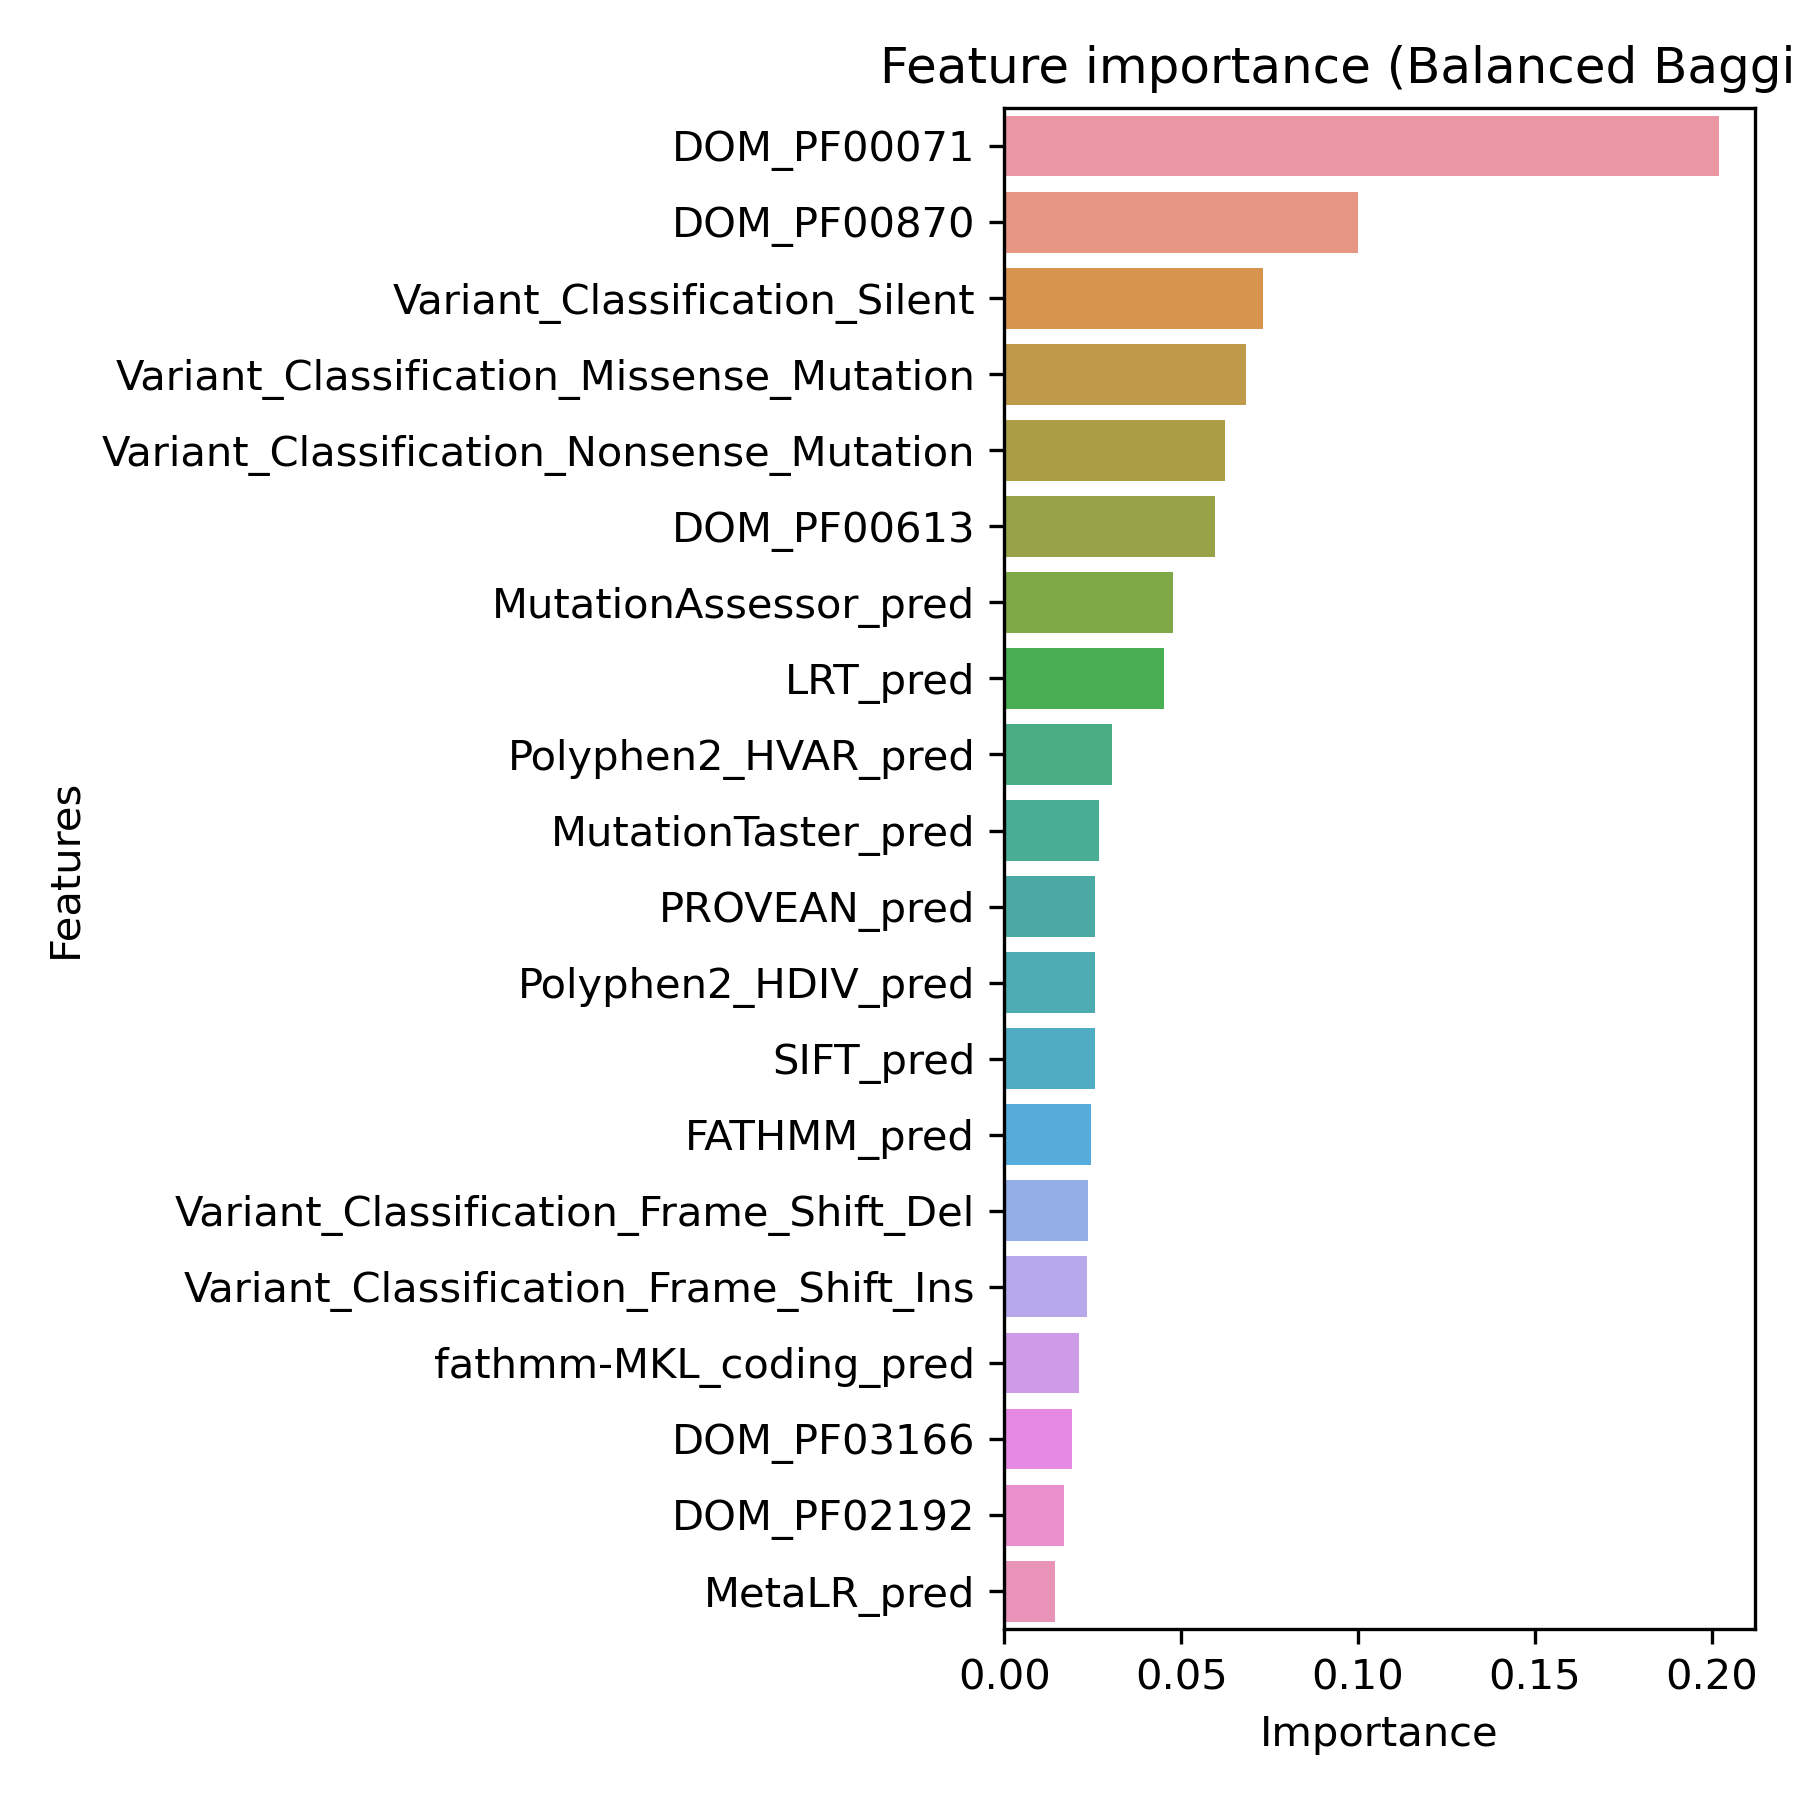 Feature importance (Balanced Baggi
DOM_PF00071
DOM_PF00870
Variant_Classification_Silent
Variant_Classification_Missense_Mutation
Variant_Classification_Nonsense_Mutation
DOM_PF00613
MutationAssessor_pred
LRT_pred
Polyphen2_HVAR_pred
MutationTaster_pred
PROVEAN_pred
Polyphen2_HDIV_pred
SIFT_pred
FATHMM_pred
Variant_Classification_Frame_Shift_Del
Variant_Classification_Frame_Shift_Ins
fathmm-MKL_coding_pred
DOM_PF03166
DOM_PF02192
MetaLR_pred
Features
0.00 0.05 0.10 0.15 0.20
Importance